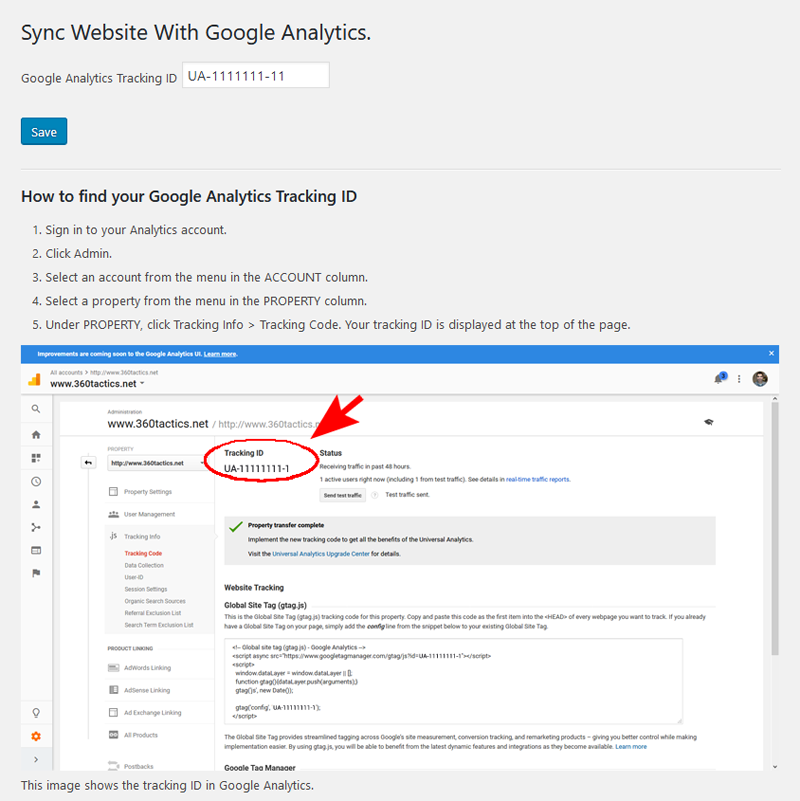 Sync Website With Google Analytics.
Google Analytics Tracking ID UA-1111111-11
Save
How to find your Google Analytics Tracking ID
1. Sign in to your Analytics account.
2. Click Admin.
3. Select an account from the menu in the ACCOUNT column.
4. Select a property from the menu in the PROPERTY column.
5. Under PROPERTY, click Tracking Info > Tracking Code. Your tracking ID is displayed at the top of the page.
Improvements are coming soon to the Google Analytics UI. Learn more.
All accounts > http://www.360tactics.net
www.360tactics.net
2
Administration
www.360tactics.net / http://www.360tactics.n
PROPERTY
http://www.360tactics.net
Property Settings
User Management
JS Tracking Info
Tracking Code
Data Collection
User-ID
Session Settings
Organic Search Sources
Referral Exclusion List
Search Term Exclusion List
PRODUCT LINKING
AdWords Linking
AdSense Linking
Ad Exchange Linking
All Products
Postbacks
Tracking ID
UA-11111111-1
Status
Receiving traffic in past 48 hours.
1 active users right now (including 1 from test traffic). See details in real-time traffic reports.
Send test traffic ? Test traffic sent.
Property transfer complete
Implement the new tracking code to get all the benefits of the Universal Analytics.
Visit the Universal Analytics Upgrade Center for details.
Website Tracking
Global Site Tag (gtag.js)
This is the Global Site Tag (gtag.js) tracking code for this property. Copy and paste this code as the first item into the <HEAD> of every webpage you want to track. If you already
have a Global Site Tag on your page, simply add the config line from the snippet below to your existing Global Site Tag.
<!-- Global site tag (gtag.js) - Google Analytics -->
<script async src="https://www.googletagmanager.com/gtag/js?id=UA-11111111-1"></script>
<script>
window.dataLayer = window.dataLayer || [];
function gtag(){dataLayer.push(arguments);}
gtag('js', new Date());
gtag('config', 'UA-11111111-1');
</script>
The Global Site Tag provides streamlined tagging across Google's site measurement, conversion tracking, and remarketing products – giving you better control while making
implementation easier. By using gtag.js, you will be able to benefit from the latest dynamic features and integrations as they become available. Learn more
Google Tag Manager
This image shows the tracking ID in Google Analytics.